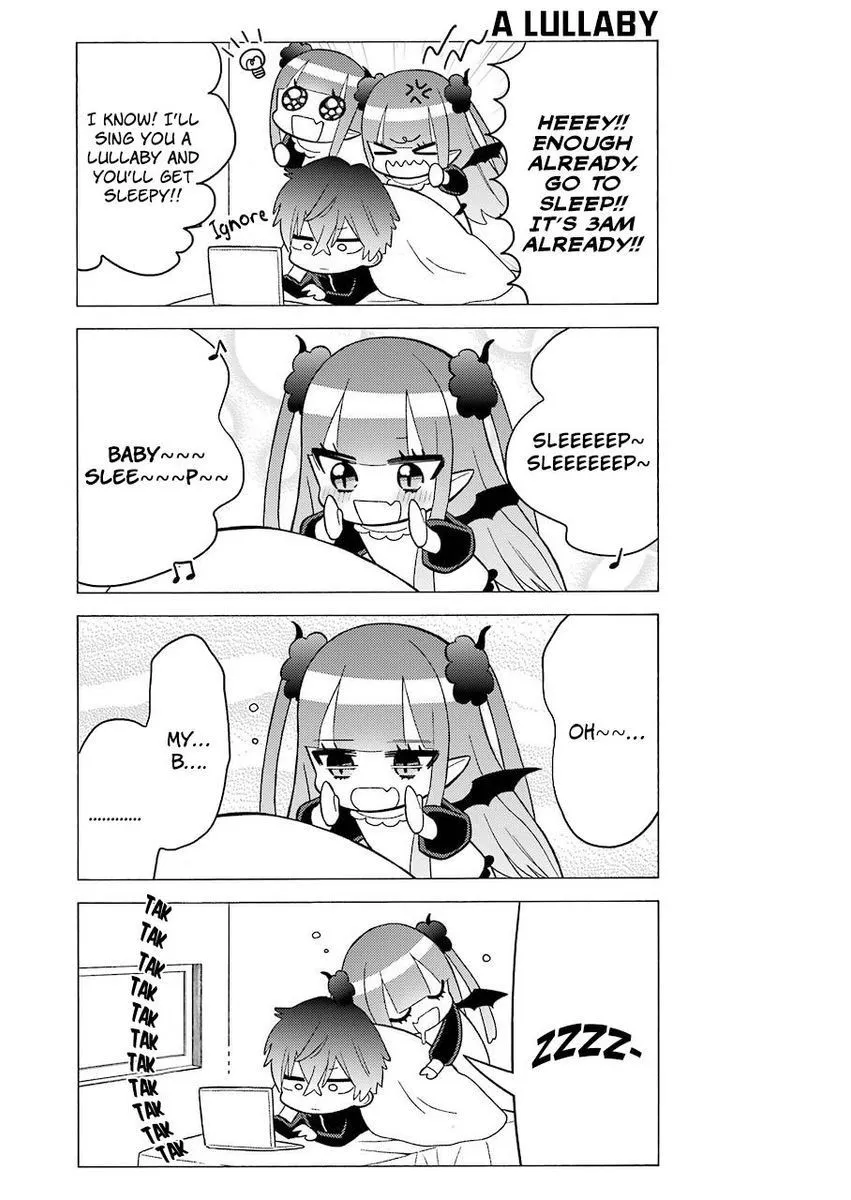 A LULLABY
HEEEY!!
ENOUGH
ALREADY,
GO TO
SLEEP!!
IT'S 3AM
ALREADY!!
I KNOW! I'LL
SING YOU A
LULLABY AND
YOU'LL GET
SLEEPY!!
Ignore
SLEEEEEP~
SLEEEEEEP~
BABY~~~
SLEE~~~P~~
OH~~...
MY...
B....
.............
ZZZZ-
TAK
TAK
TAK
TAK
TAK
TAK
TAK
TAK
TAK
TAK
TAK